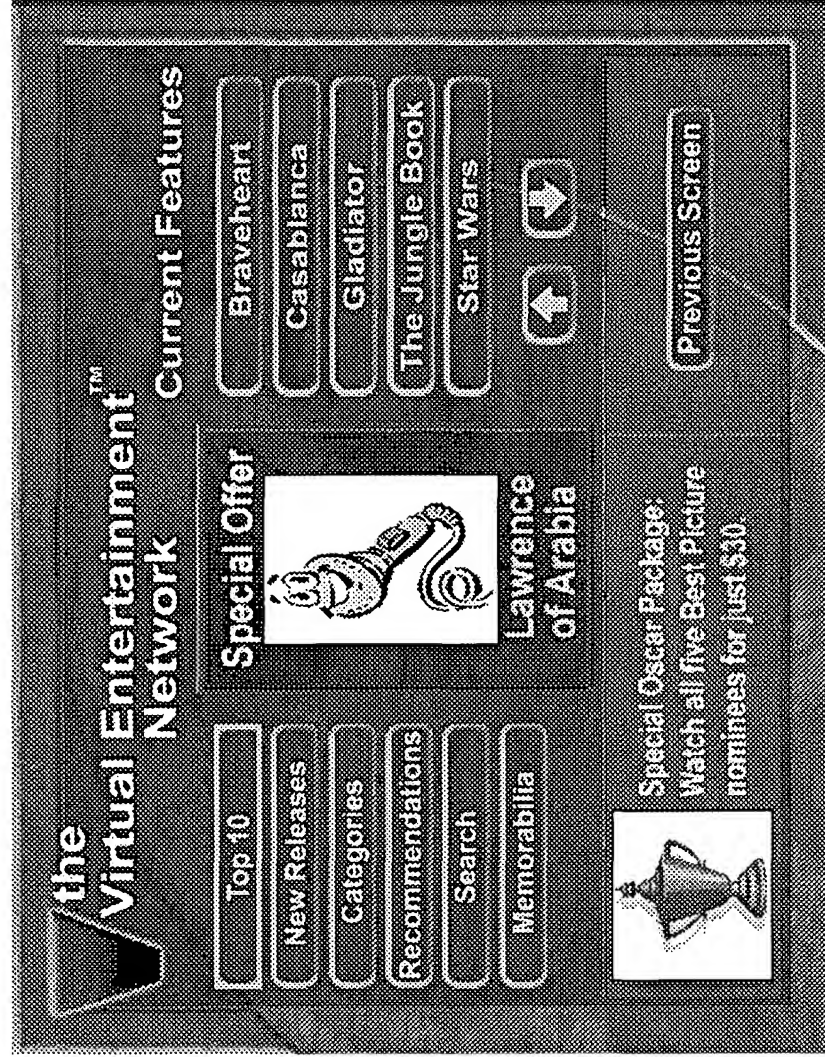 the
Virtual Entertainment™
Network
Top 10
New Releases
Categories
Recommendations
Search
Memorabilia
Special Offer
Lawrence
of Arabia
Current Features
Braveheart
Casablanca
Gladiator
The Jungle Book
Star Wars
Special Oscar Package:
Watch all five Best Picture
nominees for just $30
Previous Screen